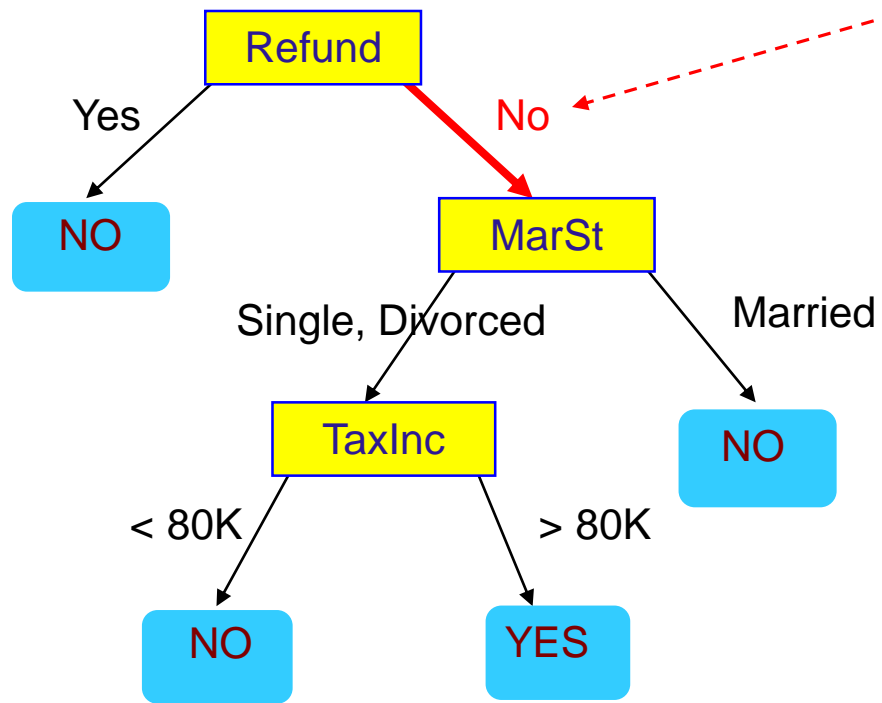 Refund
Yes
No
NO
MarSt
Single, Divorced
Married
TaxInc
NO
< 80K
> 80K
NO
YES